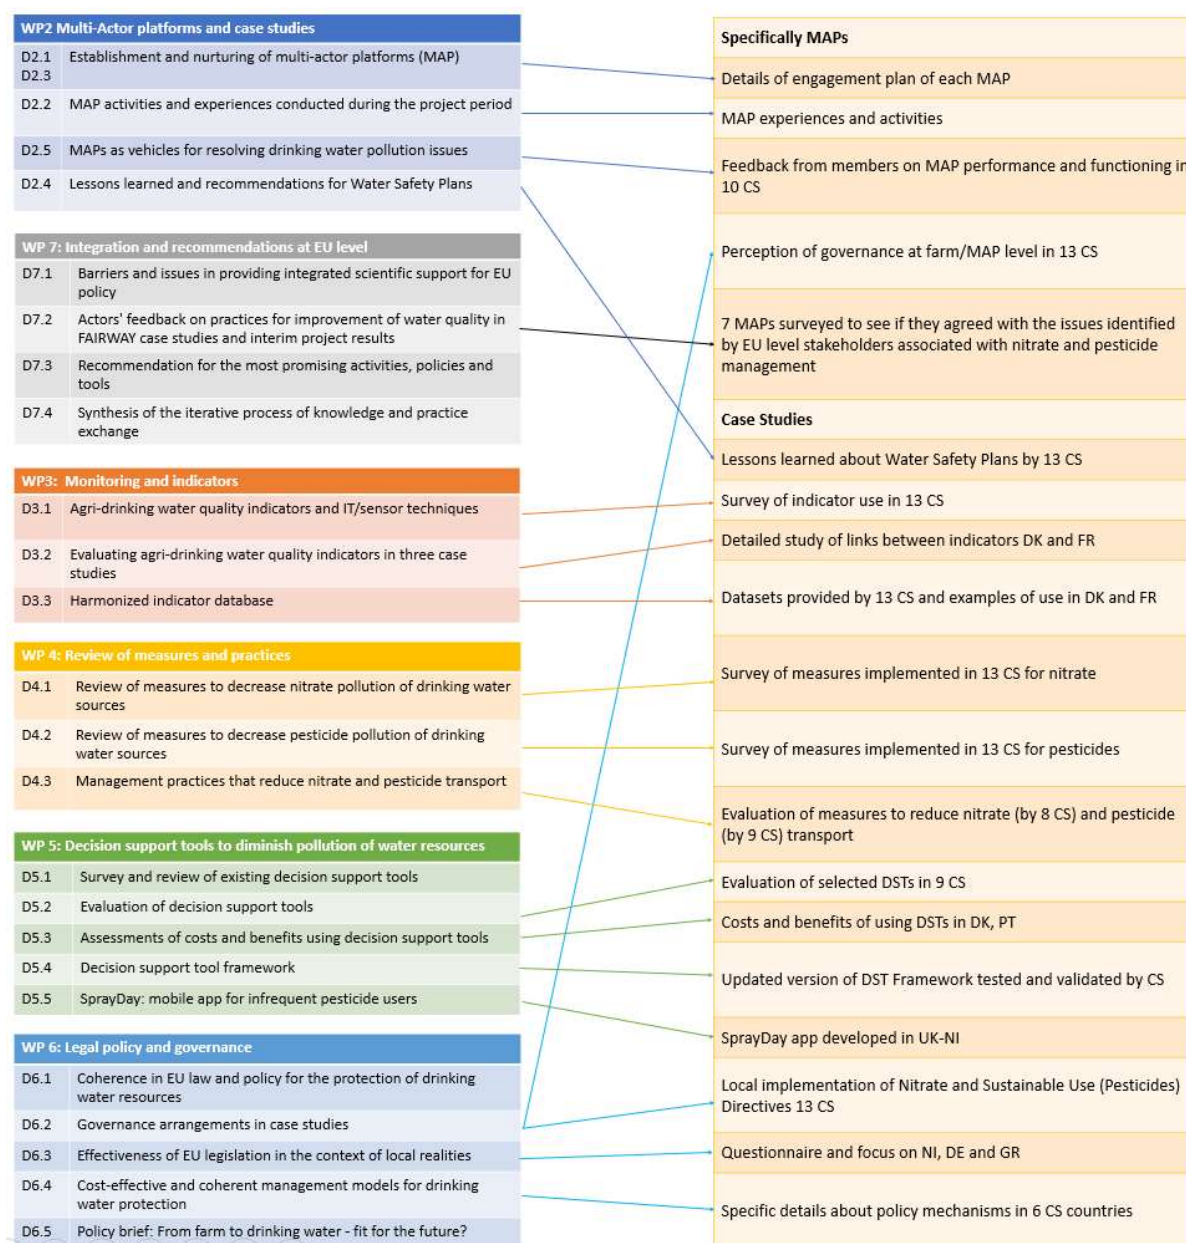 WP2 Multi-Actor platforms and case studies
D2.1 Establishment and nurturing of multi-actor platforms (MAP)
D2.3
D2.2 MAP activities and experiences conducted during the project period
D2.5 MAPs as vehicles for resolving drinking water pollution issues
D2.4 Lessons learned and recommendations for Water Safety Plans
WP 7: Integration and recommendations at EU level
D7.1 Barriers and issues in providing integrated scientific support for EU
policy
D7.2 Actors' feedback on practices for improvement of water quality in
FAIRWAY case studies and interim project results
D7.3 Recommendation for the most promising activities, policies and
tools
D7.4 Synthesis of the iterative process of knowledge and practice
exchange
WP3: Monitoring and indicators
D3.1 Agri-drinking water quality indicators and IT/sensor techniques
D3.2 Evaluating agri-drinking water quality indicators in three case
studies
D3.3 Harmonized indicator database
WP 4: Review of measures and practices
D4.1 Review of measures to decrease nitrate pollution of drinking water
sources
D4.2 Review of measures to decrease pesticide pollution of drinking
water sources
D4.3 Management practices that reduce nitrate and pesticide transport
WP 5: Decision support tools to diminish pollution of water resources
D5.1 Survey and review of existing decision support tools
D5.2 Evaluation of decision support tools
D5.3 Assessments of costs and benefits using decision support tools
D5.4 Decision support tool framework
D5.5 SprayDay: mobile app for infrequent pesticide users
WP 6: Legal policy and governance
D6.1 Coherence in EU law and policy for the protection of drinking
water resources
D6.2 Governance arrangements in case studies
D6.3 Effectiveness of EU legislation in the context of local realities
D6.4 Cost-effective and coherent management models for drinking
water protection
D6.5 Policy brief: From farm to drinking water - fit for the future?
Specifically MAPs
Details of engagement plan of each MAP
MAP experiences and activities
Feedback from members on MAP performance and functioning in
10 CS
Perception of governance at farm/MAP level in 13 CS
7 MAPs surveyed to see if they agreed with the issues identified
by EU level stakeholders associated with nitrate and pesticide
management
Case Studies
Lessons learned about Water Safety Plans by 13 CS
Survey of indicator use in 13 CS
Detailed study of links between indicators DK and FR
Datasets provided by 13 CS and examples of use in DK and FR
Survey of measures implemented in 13 CS for nitrate
Survey of measures implemented in 13 CS for pesticides
Evaluation of measures to reduce nitrate (by 8 CS) and pesticide
(by 9 CS) transport
Evaluation of selected DSTs in 9 CS
Costs and benefits of using DSTs in DK, PT
Updated version of DST Framework tested and validated by CS
SprayDay app developed in UK-NI
Local implementation of Nitrate and Sustainable Use (Pesticides)
Directives 13 CS
Questionnaire and focus on NI, DE and GR
Specific details about policy mechanisms in 6 CS countries